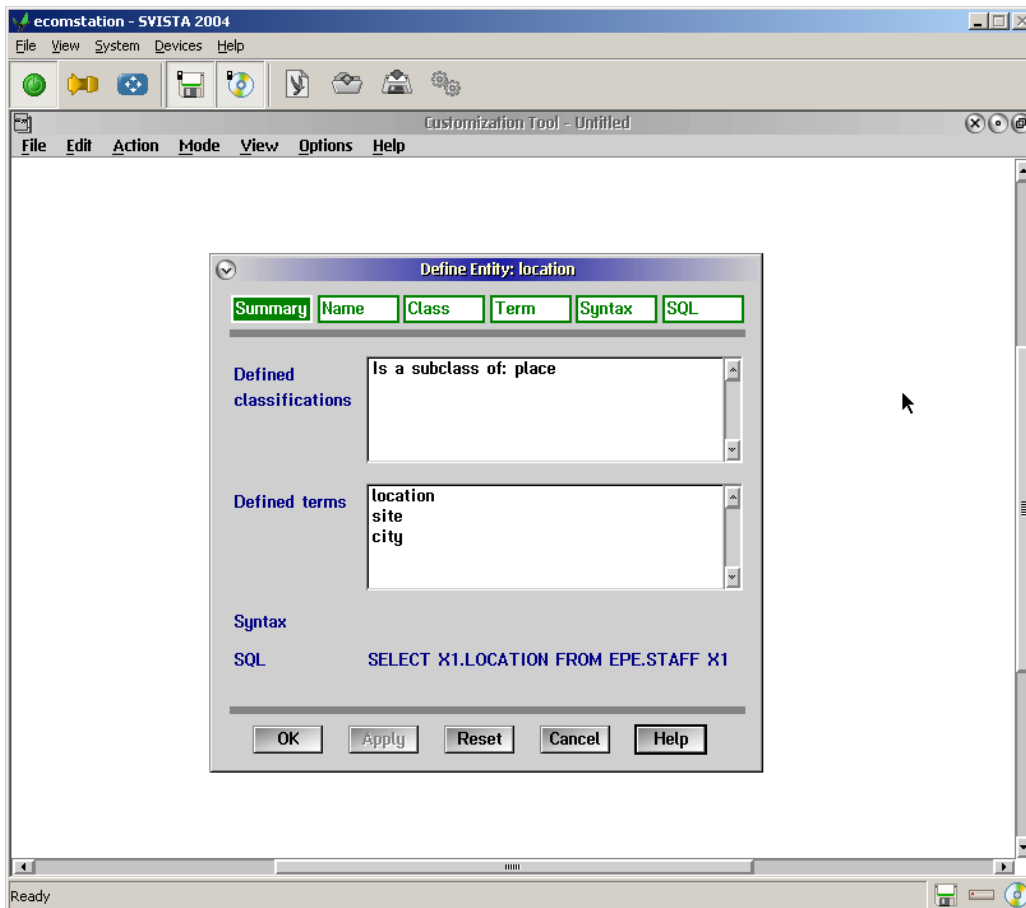 ecomstation - SVISTA 2004
File View System Devices Help
Customization Tool - Untitled
File Edit Action Mode View Options Help
Define Entity: location
Summary Name Class Term Syntax SQL
Defined classifications
Is a subclass of: place
Defined terms
location
site
city
Syntax
SQL SELECT X1.LOCATION FROM EPE.STAFF X1
OK Apply Reset Cancel Help
Ready